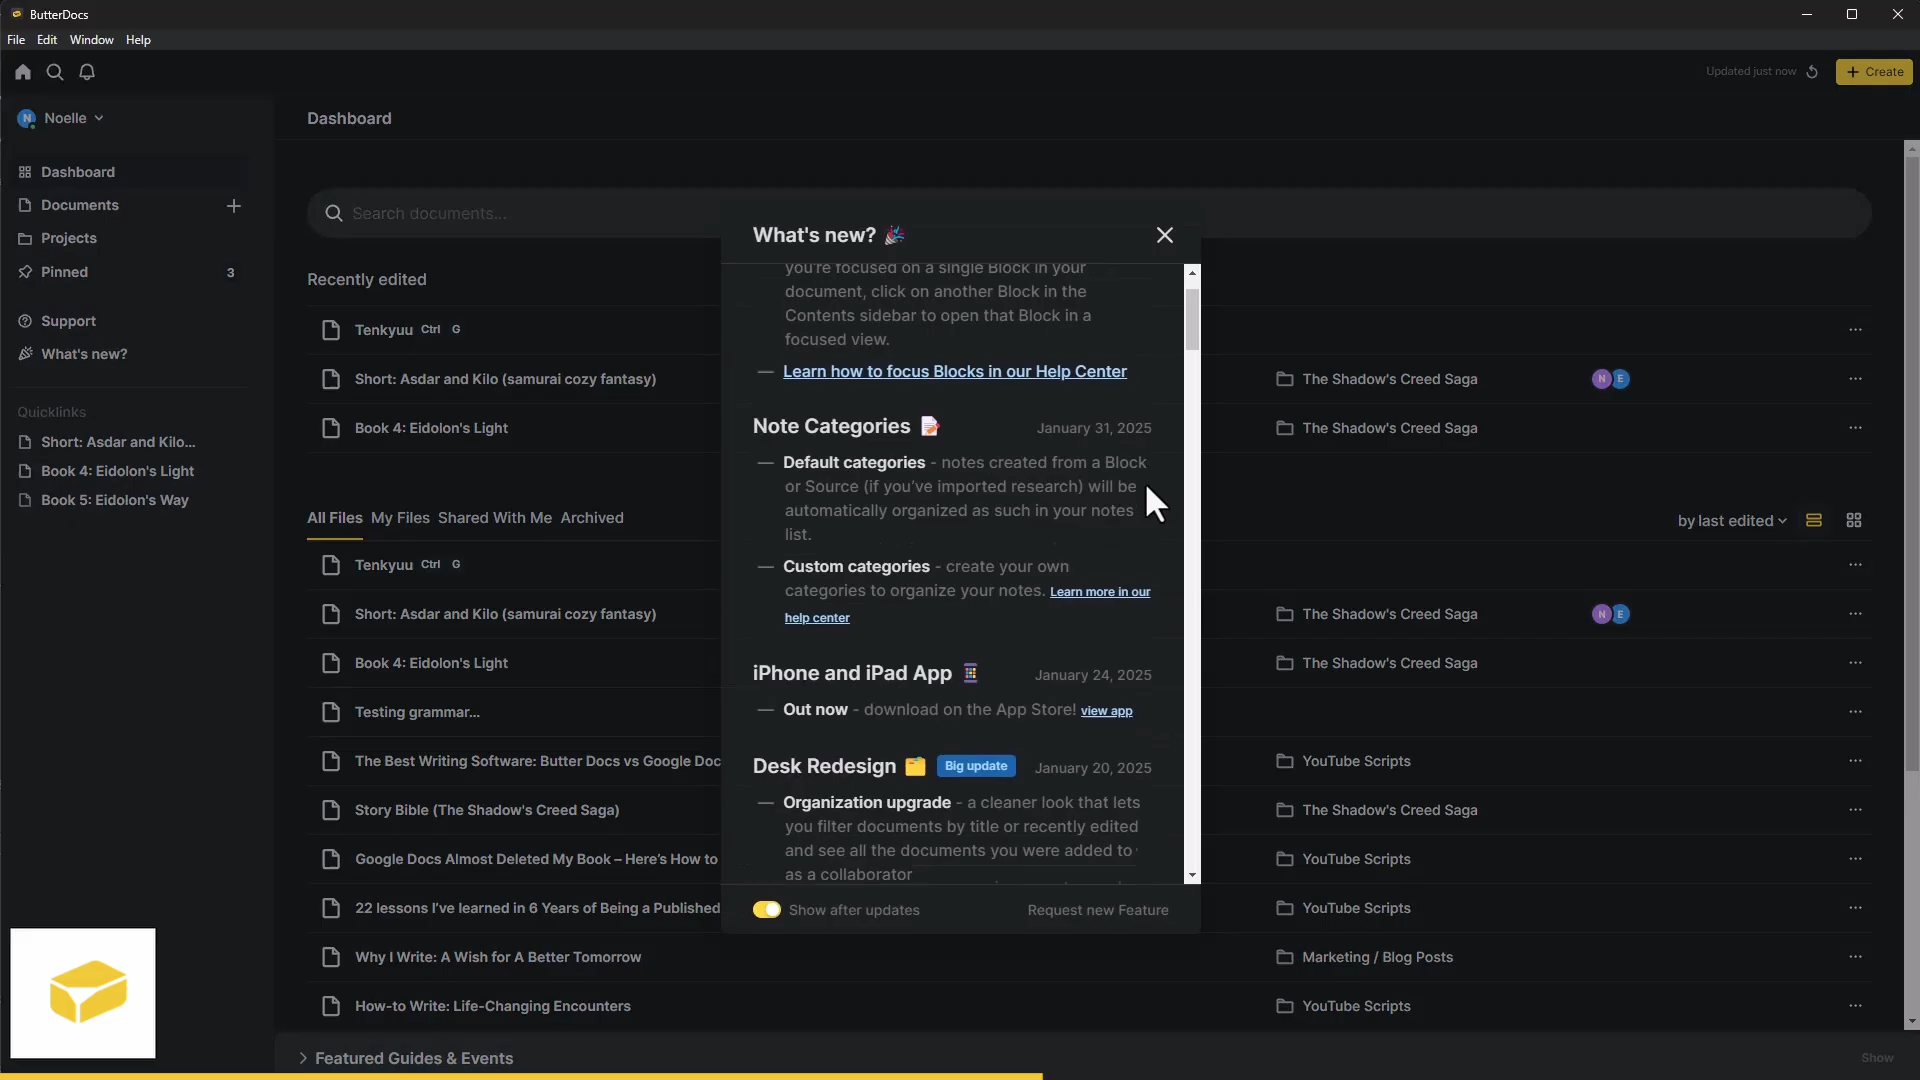 ButterDocs
File Edit Window Help
Updated just now
Create
N Noelle
Dashboard
Dashboard
Documents
Projects
Pinned 3
Support
What's new?
Quicklinks
Short: Asdar and Kilo...
Book 4: Eidolon's Light
Book 5: Eidolon's Way
Search documents...
Recently edited
Tenkyuu Ctrl G
Short: Asdar and Kilo (samurai cozy fantasy) The Shadow's Creed Saga N E
Book 4: Eidolon's Light The Shadow's Creed Saga
All Files My Files Shared With Me Archived by last edited
Tenkyuu Ctrl G
Short: Asdar and Kilo (samurai cozy fantasy) The Shadow's Creed Saga N E
Book 4: Eidolon's Light The Shadow's Creed Saga
Testing grammar...
The Best Writing Software: Butter Docs vs Google Doc YouTube Scripts
Story Bible (The Shadow's Creed Saga) The Shadow's Creed Saga
Google Docs Almost Deleted My Book – Here's How to YouTube Scripts
22 lessons I've learned in 6 Years of Being a Published YouTube Scripts
Why I Write: A Wish for A Better Tomorrow Marketing / Blog Posts
How-to Write: Life-Changing Encounters YouTube Scripts
Featured Guides & Events Show
What's new?
you're focused on a single Block in your
document, click on another Block in the
Contents sidebar to open that Block in a
focused view.
— Learn how to focus Blocks in our Help Center
Note Categories January 31, 2025
— Default categories - notes created from a Block
or Source (if you've imported research) will be
automatically organized as such in your notes
list.
— Custom categories - create your own
categories to organize your notes. Learn more in our
help center
iPhone and iPad App January 24, 2025
— Out now - download on the App Store! view app
Desk Redesign Big update January 20, 2025
— Organization upgrade - a cleaner look that lets
you filter documents by title or recently edited
and see all the documents you were added to
as a collaborator
Show after updates Request new Feature